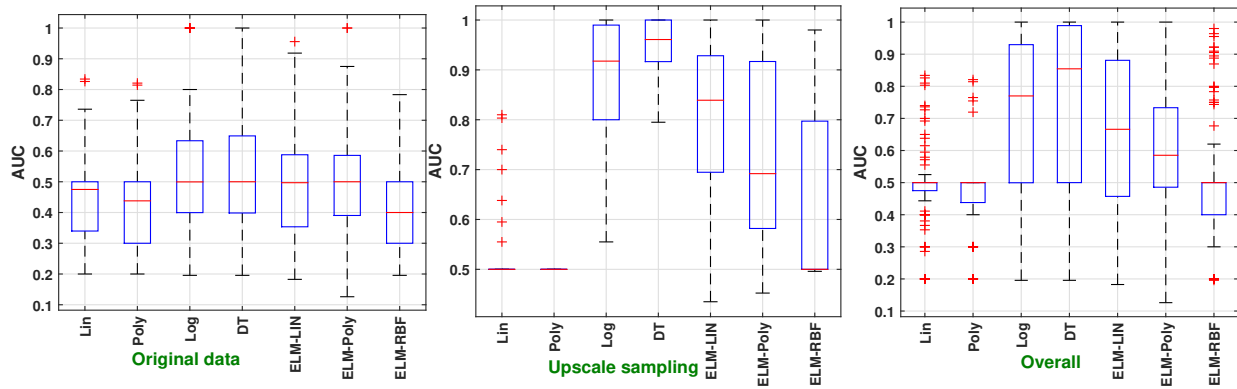 1
0.9
0.8
0.7
0.6
0.5
0.4
0.3
0.2
0.1
AUC
Lin
Poly
Log
DT
ELM-LIN
ELM-Poly
ELM-RBF
Original data
1
0.9
0.8
0.7
0.6
0.5
AUC
Lin
Poly
Log
DT
ELM-LIN
ELM-Poly
ELM-RBF
Upscale sampling
1
0.9
0.8
0.7
0.6
0.5
0.4
0.3
0.2
0.1
AUC
Lin
Poly
Log
DT
ELM-LIN
ELM-Poly
ELM-RBF
Overall